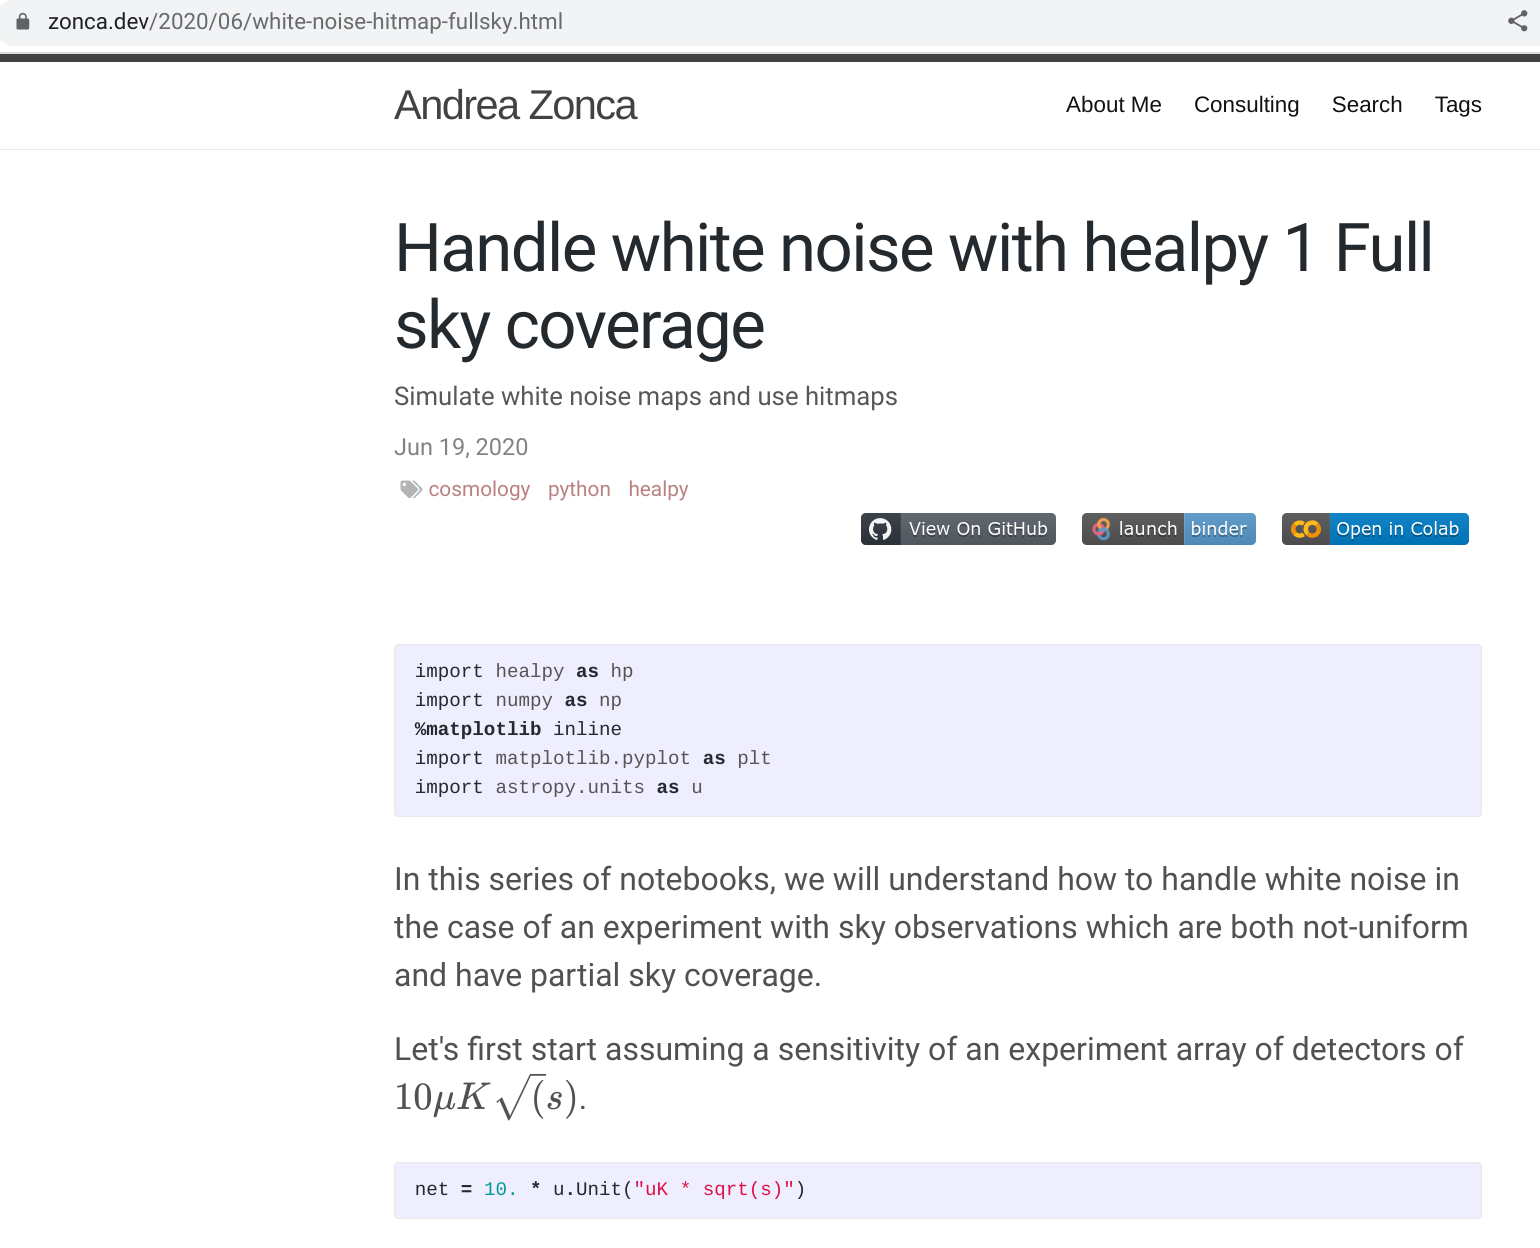 zonca.dev/2020/06/white-noise-hitmap-fullsky.html
Andrea Zonca
About Me Consulting Search Tags
Handle white noise with healpy 1 Full
sky coverage
Simulate white noise maps and use hitmaps
Jun 19, 2020
cosmology python healpy
View On GitHub launch binder Open in Colab
import healpy as hp
import numpy as np
%matplotlib inline
import matplotlib.pyplot as plt
import astropy.units as u
In this series of notebooks, we will understand how to handle white noise in
the case of an experiment with sky observations which are both not-uniform
and have partial sky coverage.
Let's first start assuming a sensitivity of an experiment array of detectors of
10μK√(s).
net = 10. * u.Unit("uK * sqrt(s)")